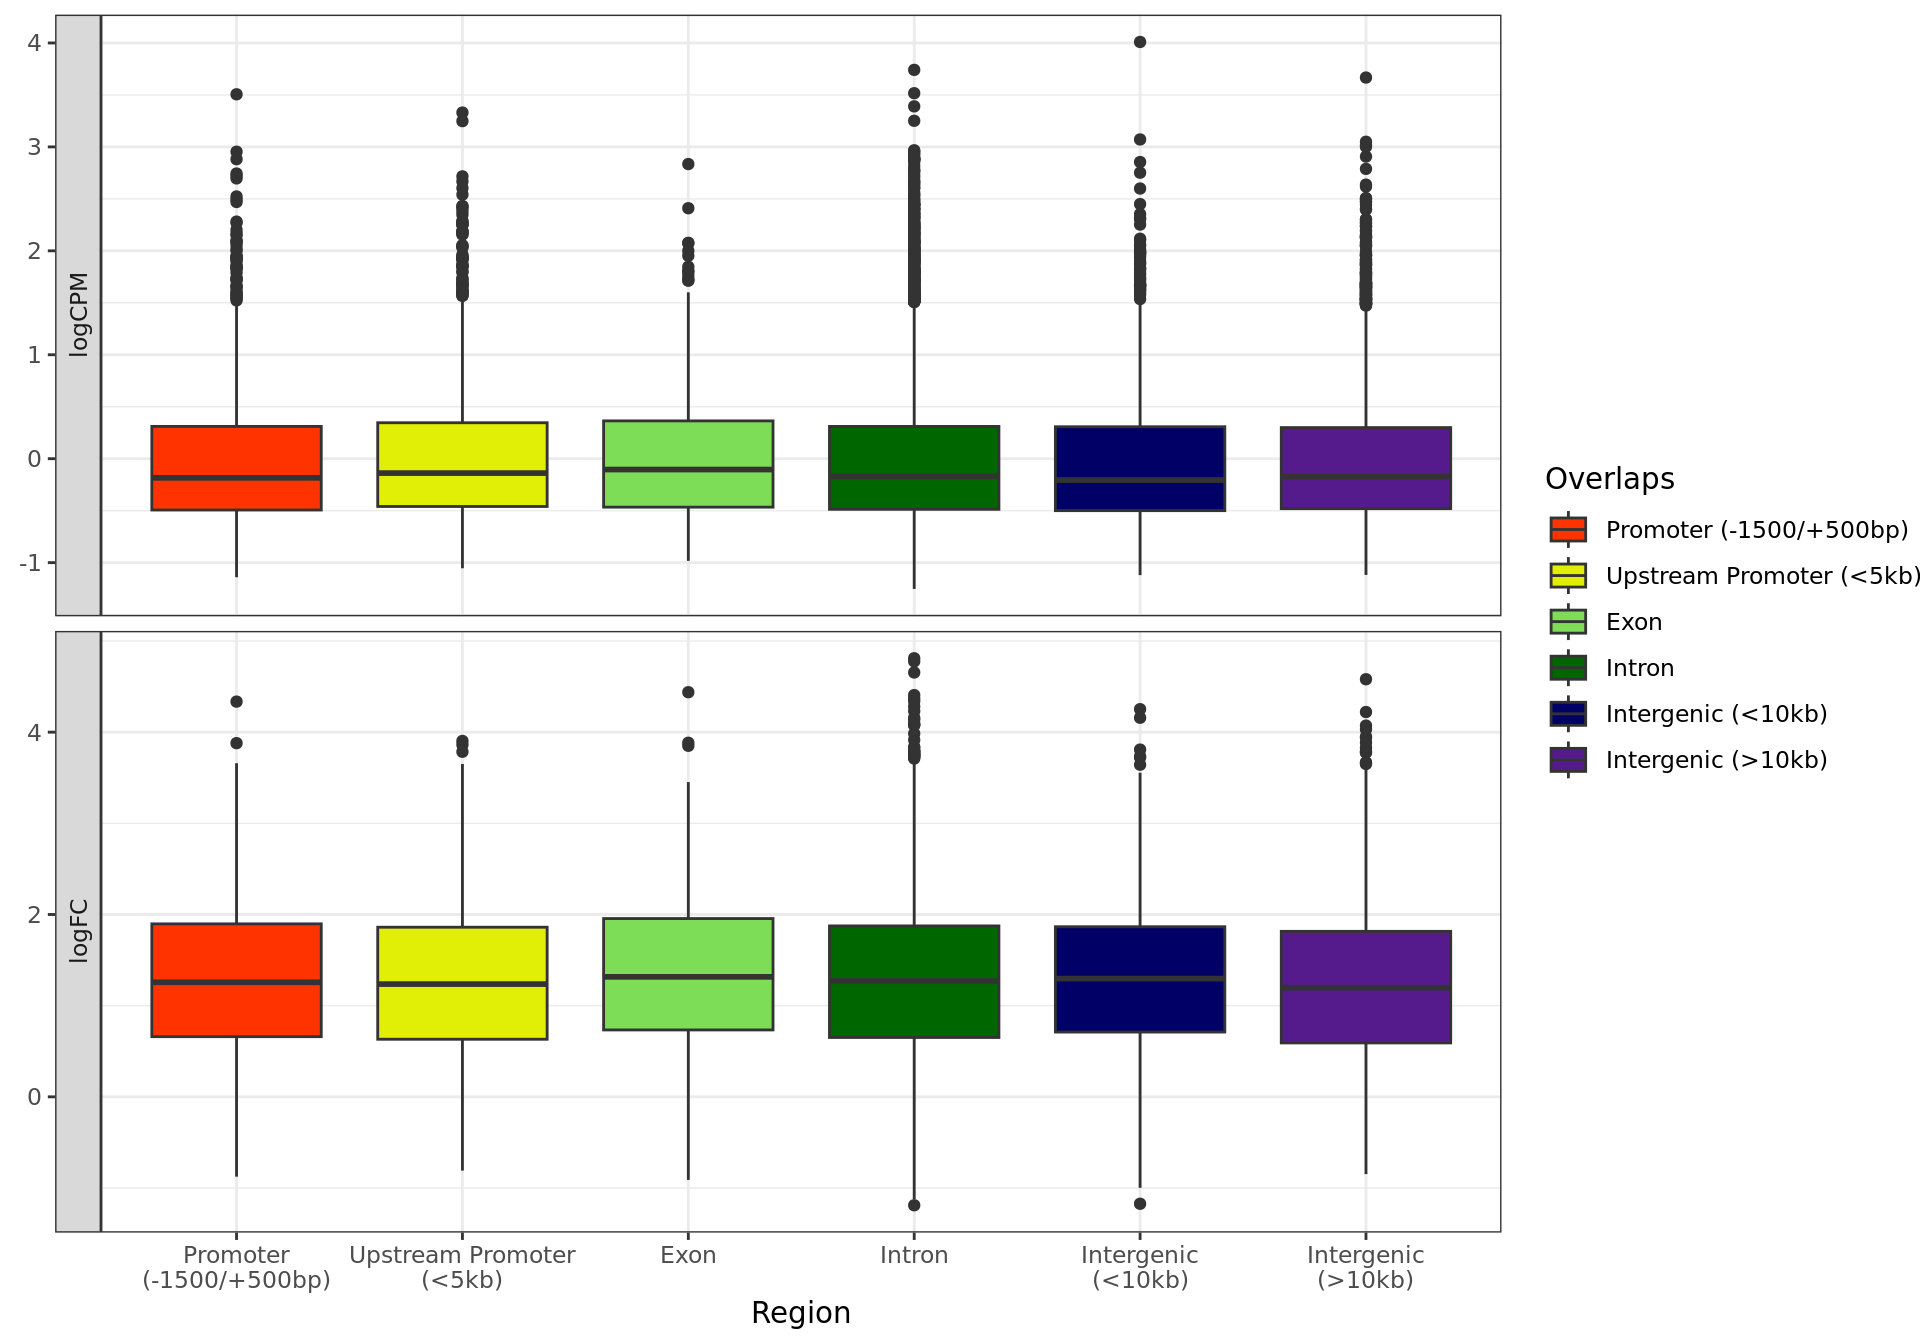 4
3
2
1
0
-1
logCPM
4
2
0
logFC
Promoter
(-1500/+500bp)
Upstream Promoter
(<5kb)
Exon
Intron
Intergenic
(<10kb)
Intergenic
(>10kb)
Region
Overlaps
Promoter (-1500/+500bp)
Upstream Promoter (<5kb)
Exon
Intron
Intergenic (<10kb)
Intergenic (>10kb)